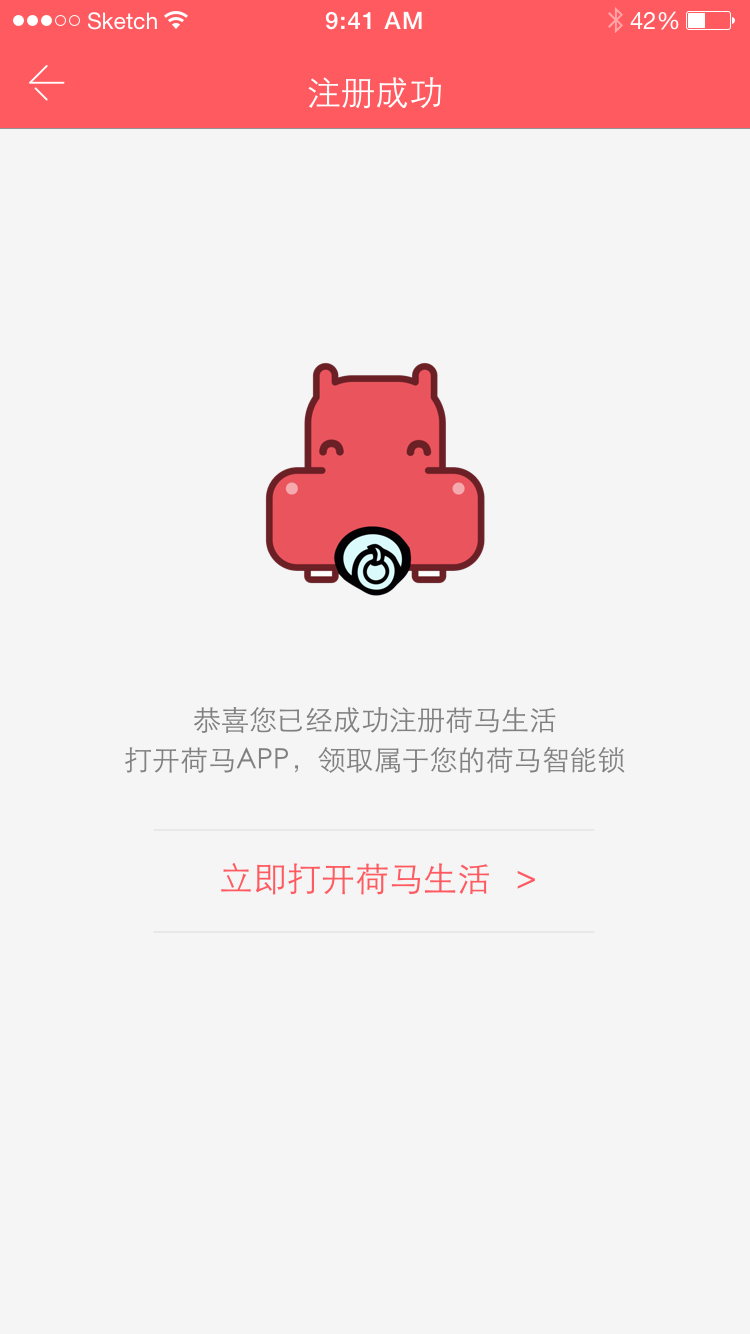 Sketch 9:41 AM 42%
注册成功
恭喜您已经成功注册荷马生活
打开荷马APP，领取属于您的荷马智能锁
立即打开荷马生活 >